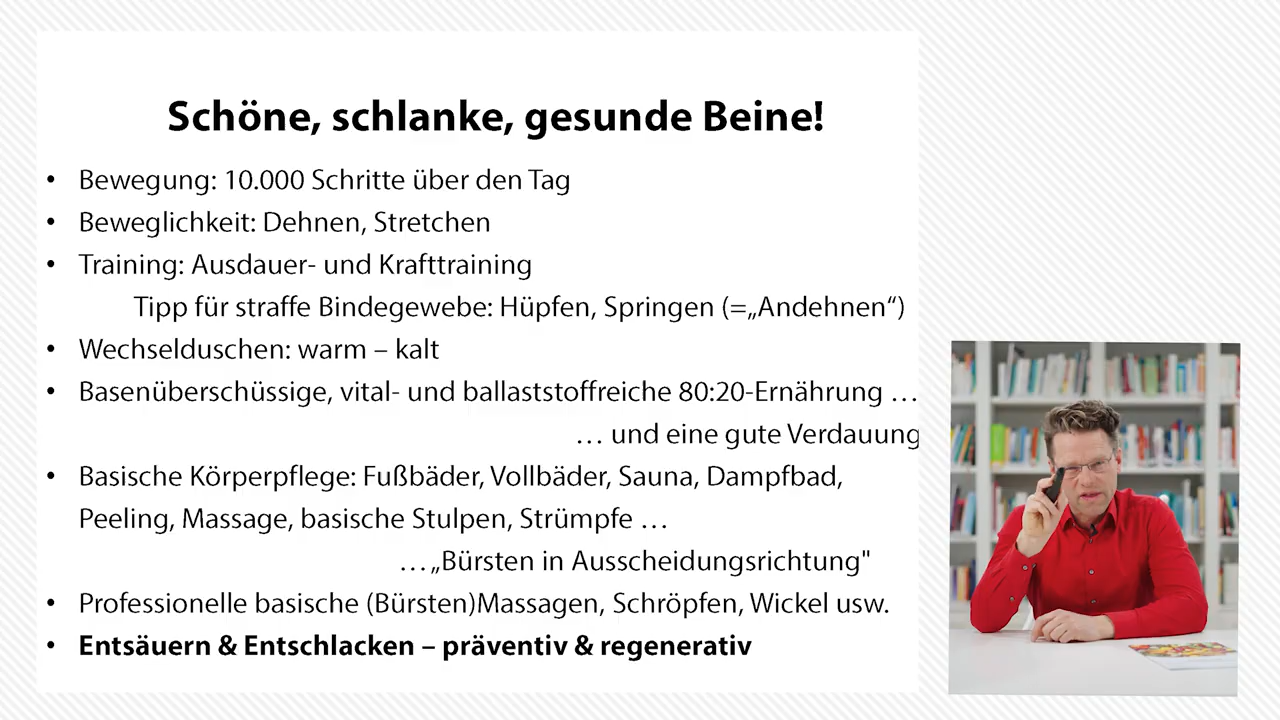 Schöne, schlanke, gesunde Beine!
• Bewegung: 10.000 Schritte über den Tag
• Beweglichkeit: Dehnen, Stretchen
• Training: Ausdauer- und Krafttraining
Tipp für straffe Bindegewebe: Hüpfen, Springen (=„Andehnen“)
• Wechselduschen: warm – kalt
• Basenüberschüssige, vital- und ballaststoffreiche 80:20-Ernährung …
… und eine gute Verdauung
• Basische Körperpflege: Fußbäder, Vollbäder, Sauna, Dampfbad,
Peeling, Massage, basische Stulpen, Strümpfe …
…„Bürsten in Ausscheidungsrichtung"
• Professionelle basische (Bürsten)Massagen, Schröpfen, Wickel usw.
• Entsäuern & Entschlacken – präventiv & regenerativ